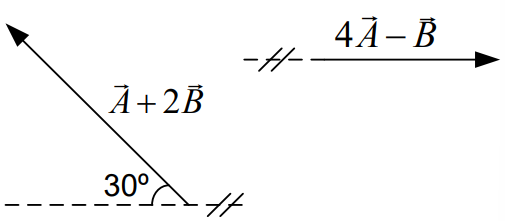 4A⃗ − B⃗
A⃗ + 2B⃗
30º